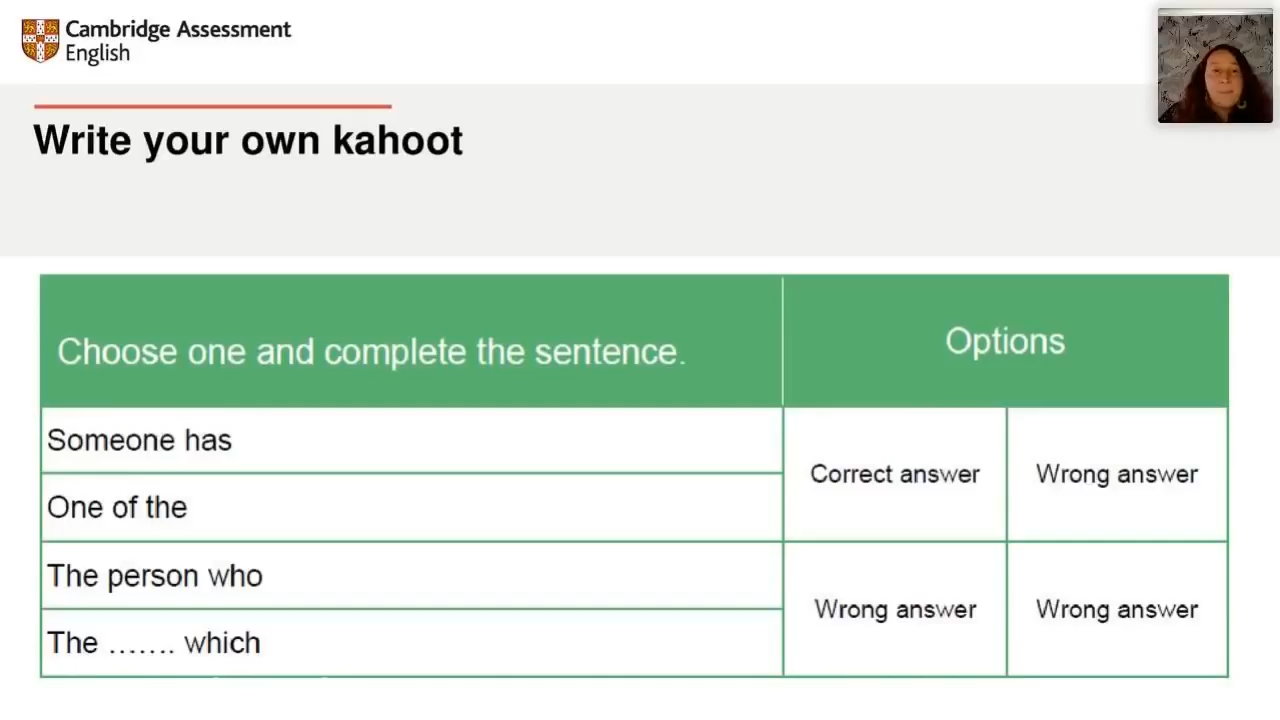 Cambridge Assessment
English
Write your own kahoot
Choose one and complete the sentence.
Options
Someone has
One of the
The person who
The ....... which
Correct answer
Wrong answer
Wrong answer
Wrong answer